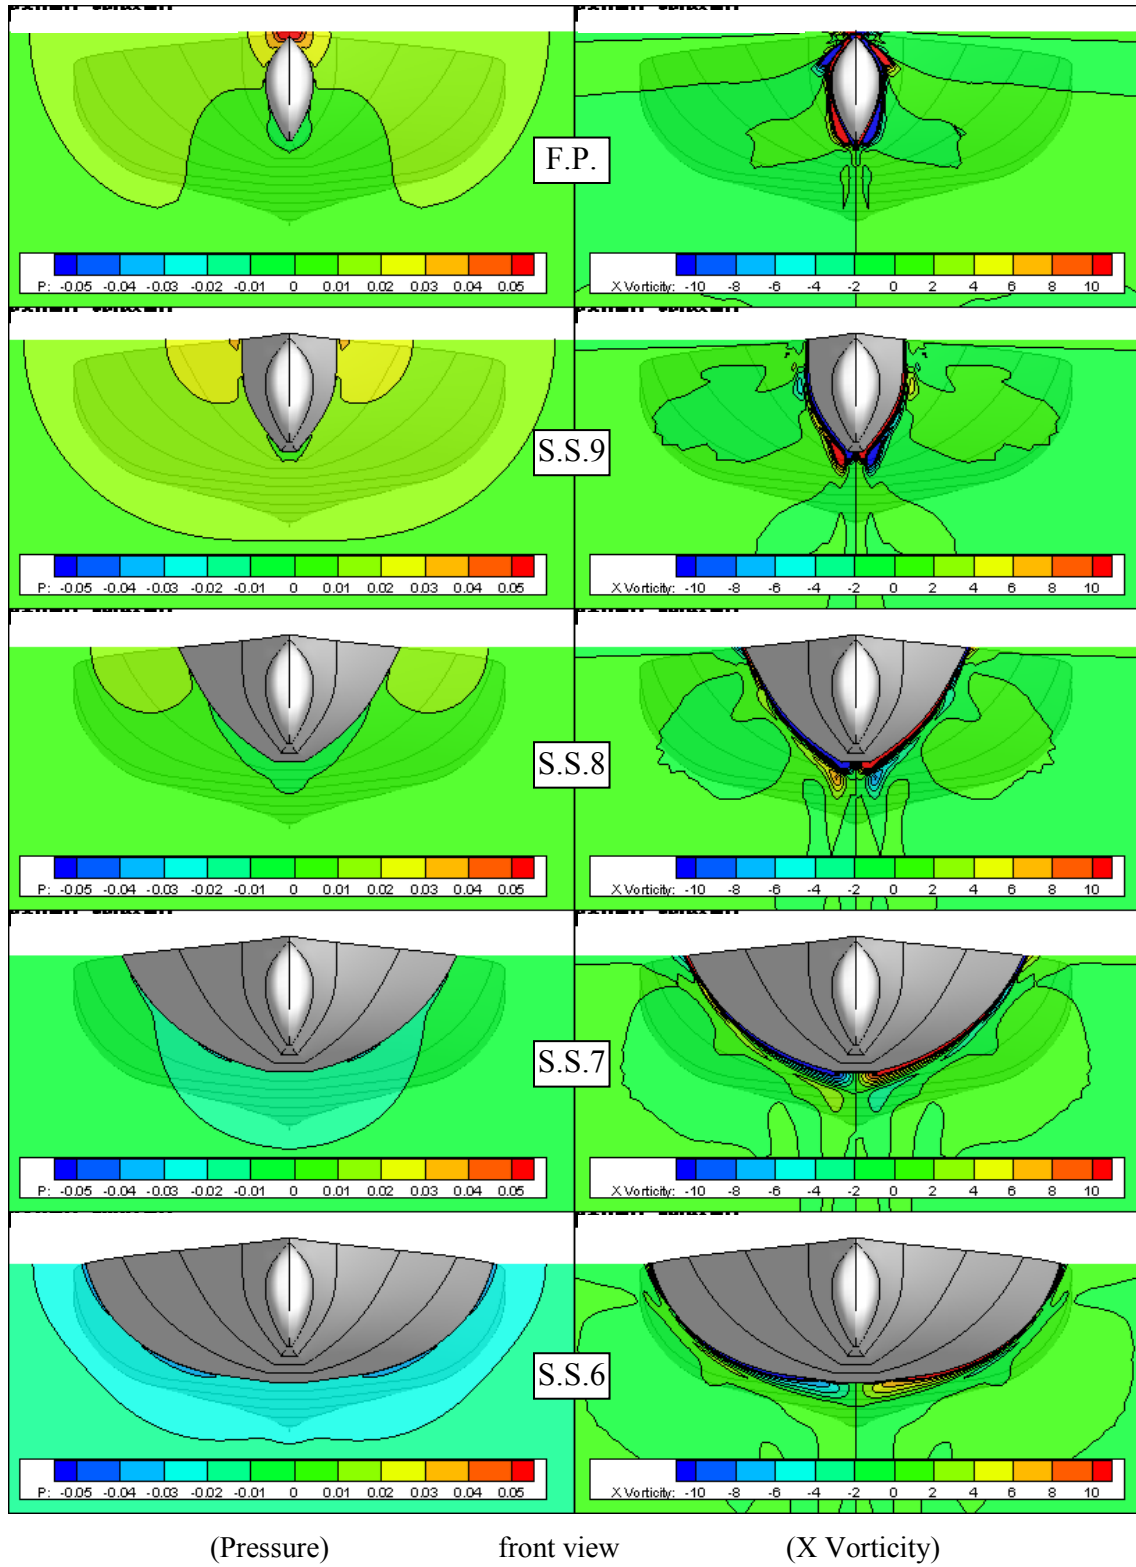 F.P.
P: -0.05 -0.04 -0.03 -0.02 -0.01 0 0.01 0.02 0.03 0.04 0.05
X Vorticity: -10 -8 -6 -4 -2 0 2 4 6 8 10
S.S.9
P: -0.05 -0.04 -0.03 -0.02 -0.01 0 0.01 0.02 0.03 0.04 0.05
X Vorticity: -10 -8 -6 -4 -2 0 2 4 6 8 10
S.S.8
P: -0.05 -0.04 -0.03 -0.02 -0.01 0 0.01 0.02 0.03 0.04 0.05
X Vorticity: -10 -8 -6 -4 -2 0 2 4 6 8 10
S.S.7
P: -0.05 -0.04 -0.03 -0.02 -0.01 0 0.01 0.02 0.03 0.04 0.05
X Vorticity: -10 -8 -6 -4 -2 0 2 4 6 8 10
S.S.6
P: -0.05 -0.04 -0.03 -0.02 -0.01 0 0.01 0.02 0.03 0.04 0.05
X Vorticity: -10 -8 -6 -4 -2 0 2 4 6 8 10
(Pressure) front view (X Vorticity)